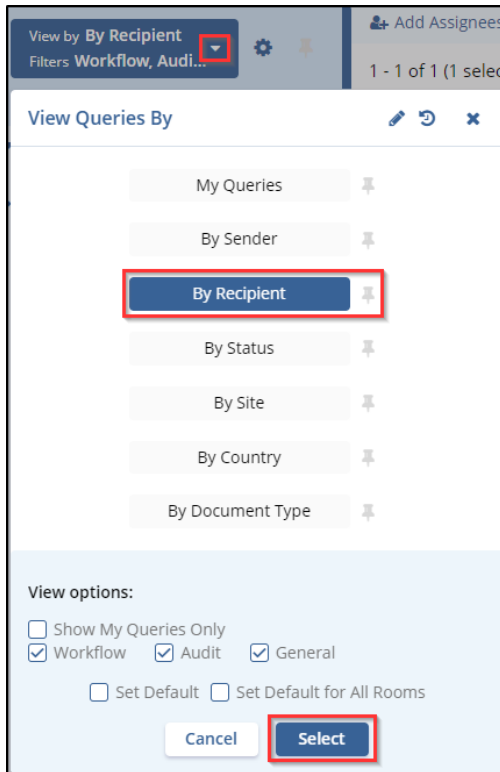 View by By Recipient
Filters Workflow, Audi...
Add Assignees
1 - 1 of 1 (1 selec
View Queries By
My Queries
By Sender
By Recipient
By Status
By Site
By Country
By Document Type
View options:
Show My Queries Only
Workflow Audit General
Set Default Set Default for All Rooms
Cancel Select